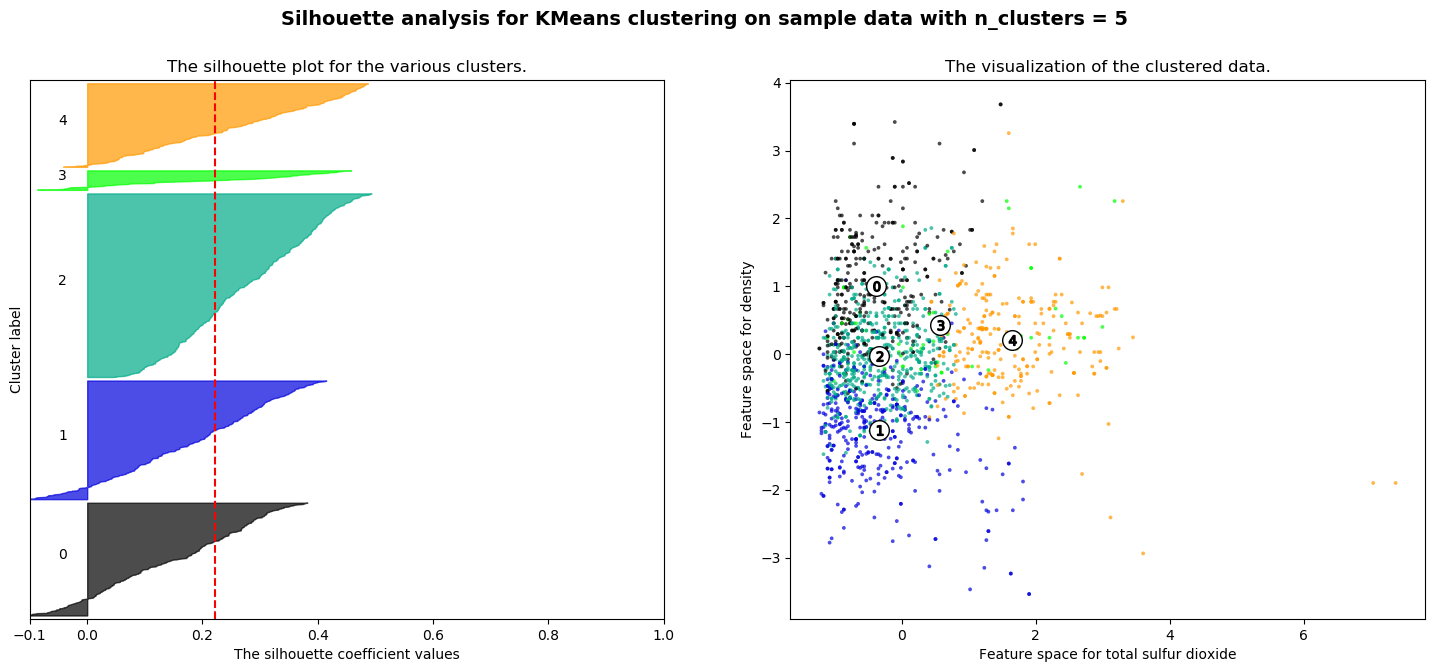 Silhouette analysis for KMeans clustering on sample data with n_clusters = 5
The silhouette plot for the various clusters.
4
3
2
1
0
Cluster label
−0.1 0.0 0.2 0.4 0.6 0.8 1.0
The silhouette coefficient values
The visualization of the clustered data.
4
3
2
1
0
−1
−2
−3
Feature space for density
0
3
4
2
1
0 2 4 6
Feature space for total sulfur dioxide